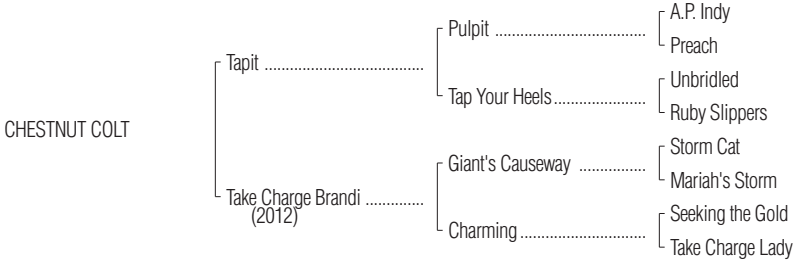 A.P. Indy
Pulpit ....................................
Preach
Tapit ......................................
Unbridled
Tap Your Heels......................
Ruby Slippers
CHESTNUT COLT
Storm Cat
Giant's Causeway ................
Mariah's Storm
Take Charge Brandi ..............
(2012)
Seeking the Gold
Charming..............................
Take Charge Lady